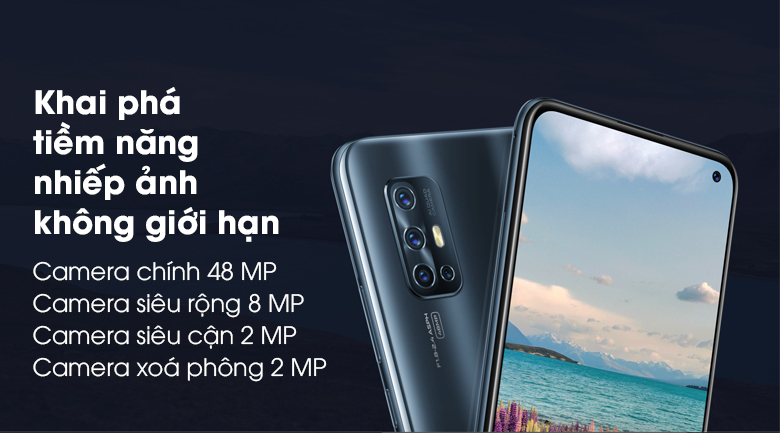 Khai phá
tiềm năng
nhiếp ảnh
không giới hạn
Camera chính 48 MP
Camera siêu rộng 8 MP
Camera siêu cận 2 MP
Camera xoá phông 2 MP
48MP